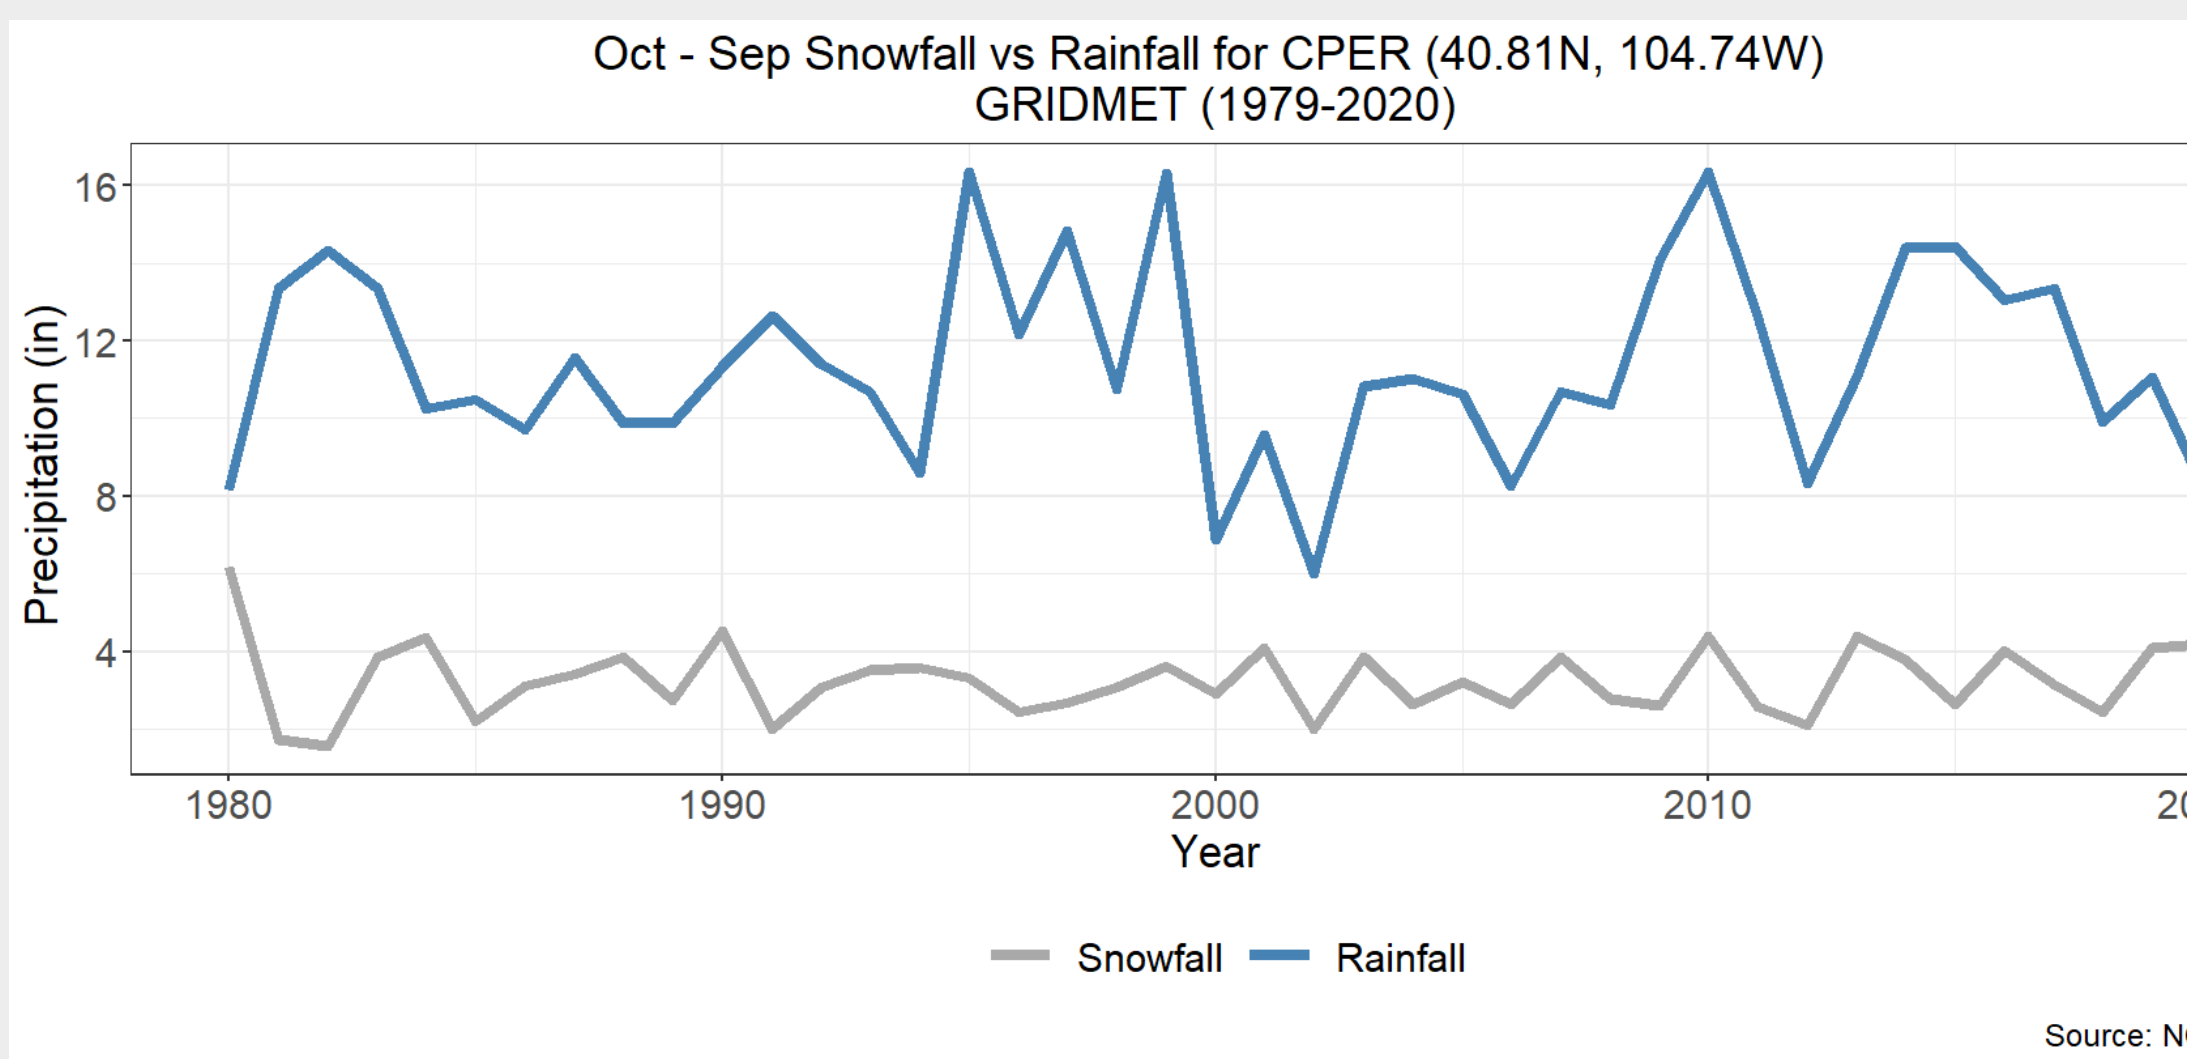 Oct - Sep Snowfall vs Rainfall for CPER (40.81N, 104.74W)
GRIDMET (1979-2020)
Precipitation (in)
16
12
8
4
1980 1990 2000 2010
Year
Snowfall Rainfall
Source: